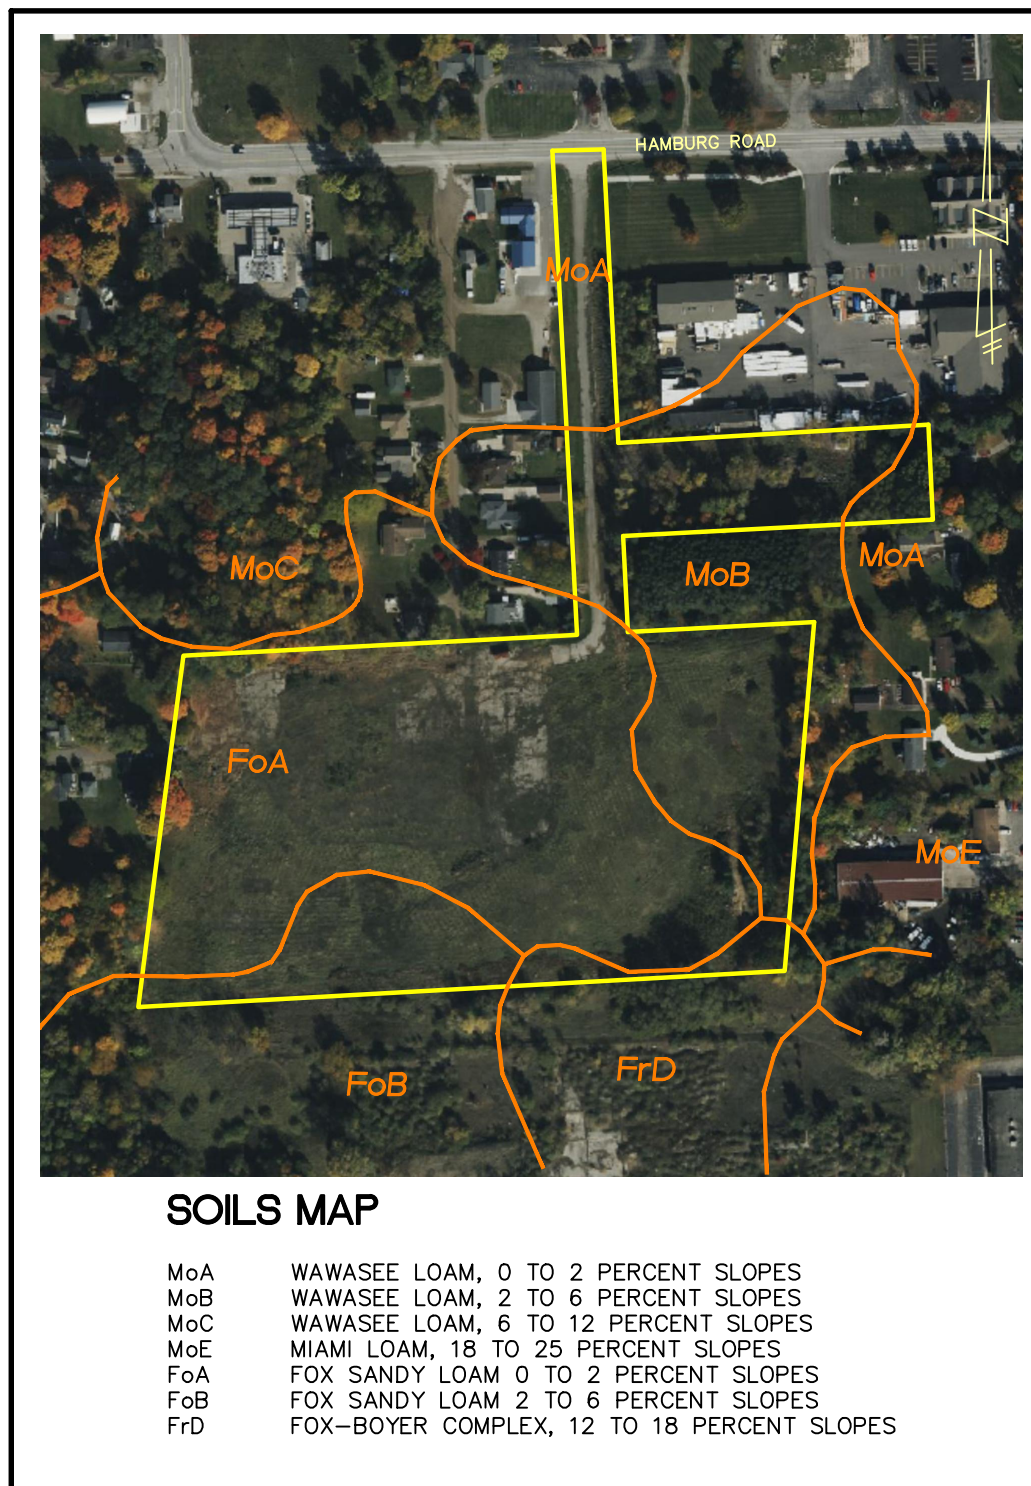 HAMBURG ROAD
MoA
MoC
MoB
MoA
FoA
MoE
FoB
FrD
SOILS MAP
MoA WAWASEE LOAM, 0 TO 2 PERCENT SLOPES
MoB WAWASEE LOAM, 2 TO 6 PERCENT SLOPES
MoC WAWASEE LOAM, 6 TO 12 PERCENT SLOPES
MoE MIAMI LOAM, 18 TO 25 PERCENT SLOPES
FoA FOX SANDY LOAM 0 TO 2 PERCENT SLOPES
FoB FOX SANDY LOAM 2 TO 6 PERCENT SLOPES
FrD FOX-BOYER COMPLEX, 12 TO 18 PERCENT SLOPES